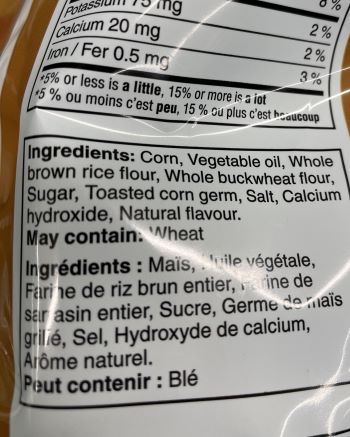 Potassium 75 mg
0 %
Calcium 20 mg
2 %
Iron / Fer 0.5 mg
2 %
3 %
*5% or less is a little, 15% or more is a lot
*5 % ou moins c'est peu, 15 % ou plus c'est beaucoup
Ingredients: Corn, Vegetable oil, Whole
brown rice flour, Whole buckwheat flour,
Sugar, Toasted corn germ, Salt, Calcium
hydroxide, Natural flavour.
May contain: Wheat
Ingrédients : Maïs, Huile végétale,
Farine de riz brun entier, Farine de
sarrasin entier, Sucre, Germe de maïs
grillé, Sel, Hydroxyde de calcium,
Arôme naturel.
Peut contenir : Blé